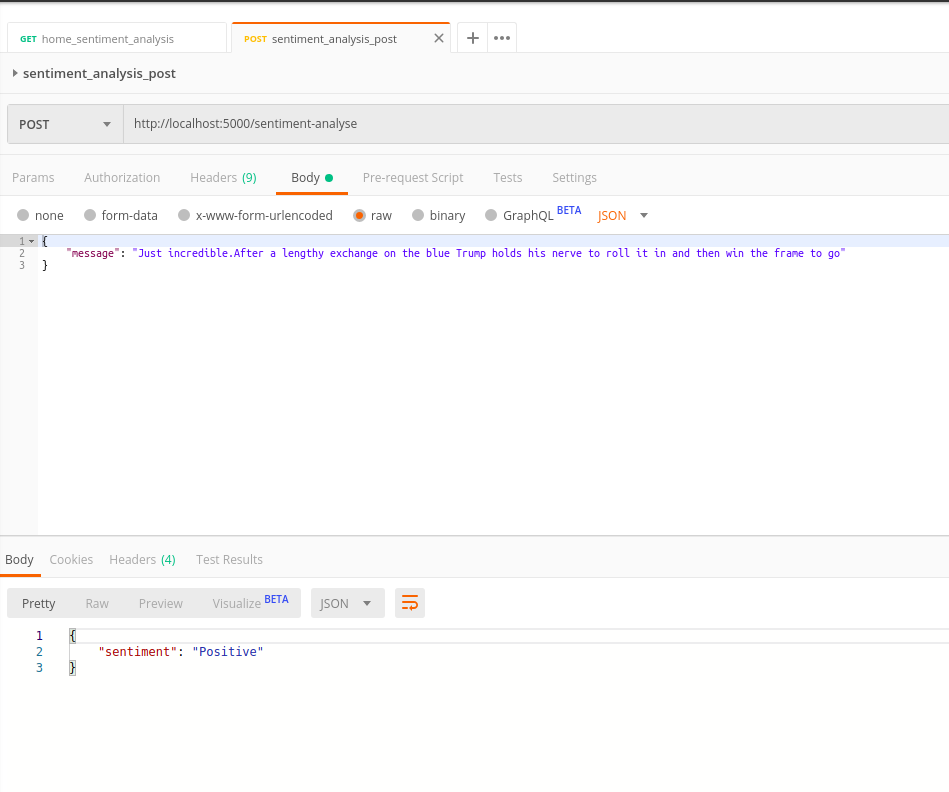 GET home_sentiment_analysis
POST sentiment_analysis_post
sentiment_analysis_post
POST http://localhost:5000/sentiment-analyse
Params Authorization Headers (9) Body Pre-request Script Tests Settings
none form-data x-www-form-urlencoded raw binary GraphQL BETA JSON
1 {
2 "message": "Just incredible.After a lengthy exchange on the blue Trump holds his nerve to roll it in and then win the frame to go"
3 }
Body Cookies Headers (4) Test Results
Pretty Raw Preview Visualize BETA JSON
1 {
2 "sentiment": "Positive"
3 }